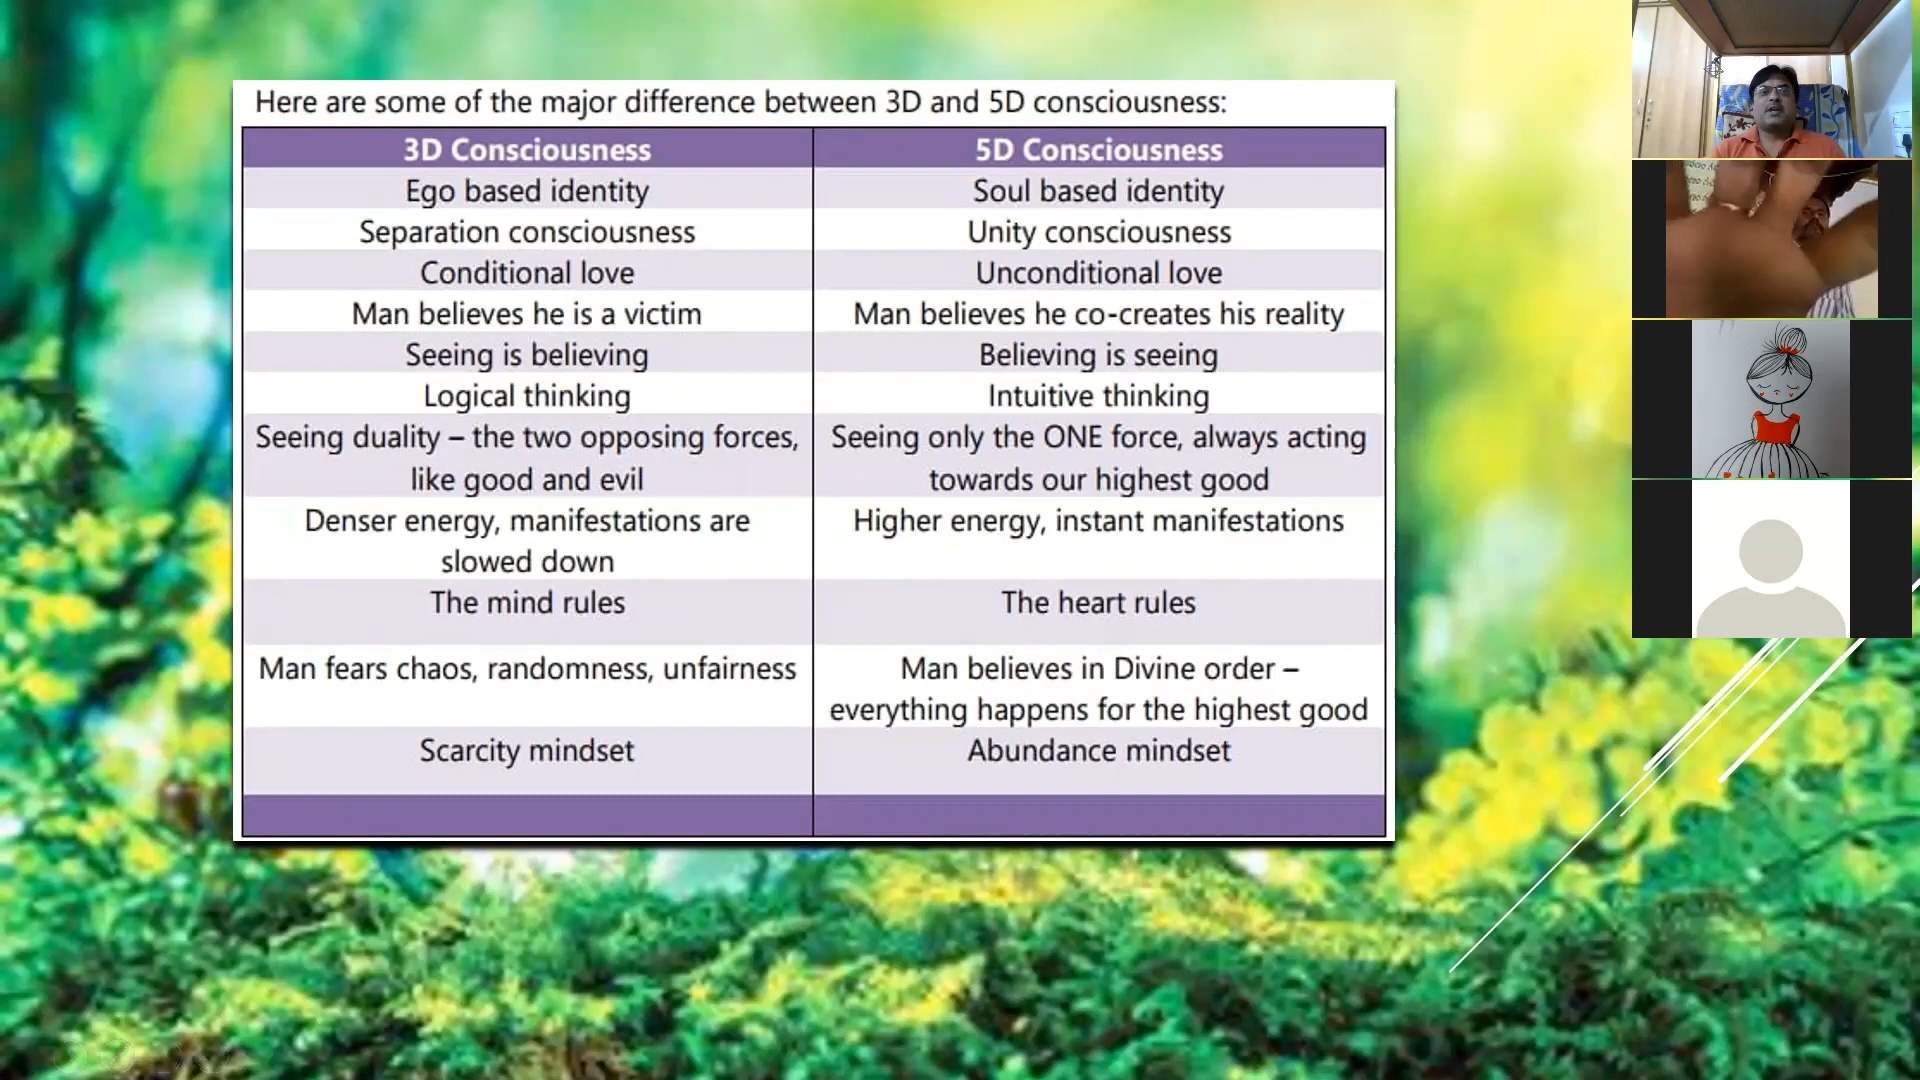 Here are some of the major difference between 3D and 5D consciousness:
3D Consciousness
5D Consciousness
Ego based identity
Soul based identity
Separation consciousness
Unity consciousness
Conditional love
Unconditional love
Man believes he is a victim
Man believes he co-creates his reality
Seeing is believing
Believing is seeing
Logical thinking
Intuitive thinking
Seeing duality – the two opposing forces,
like good and evil
Seeing only the ONE force, always acting
towards our highest good
Denser energy, manifestations are
slowed down
Higher energy, instant manifestations
The mind rules
The heart rules
Man fears chaos, randomness, unfairness
Man believes in Divine order –
everything happens for the highest good
Scarcity mindset
Abundance mindset